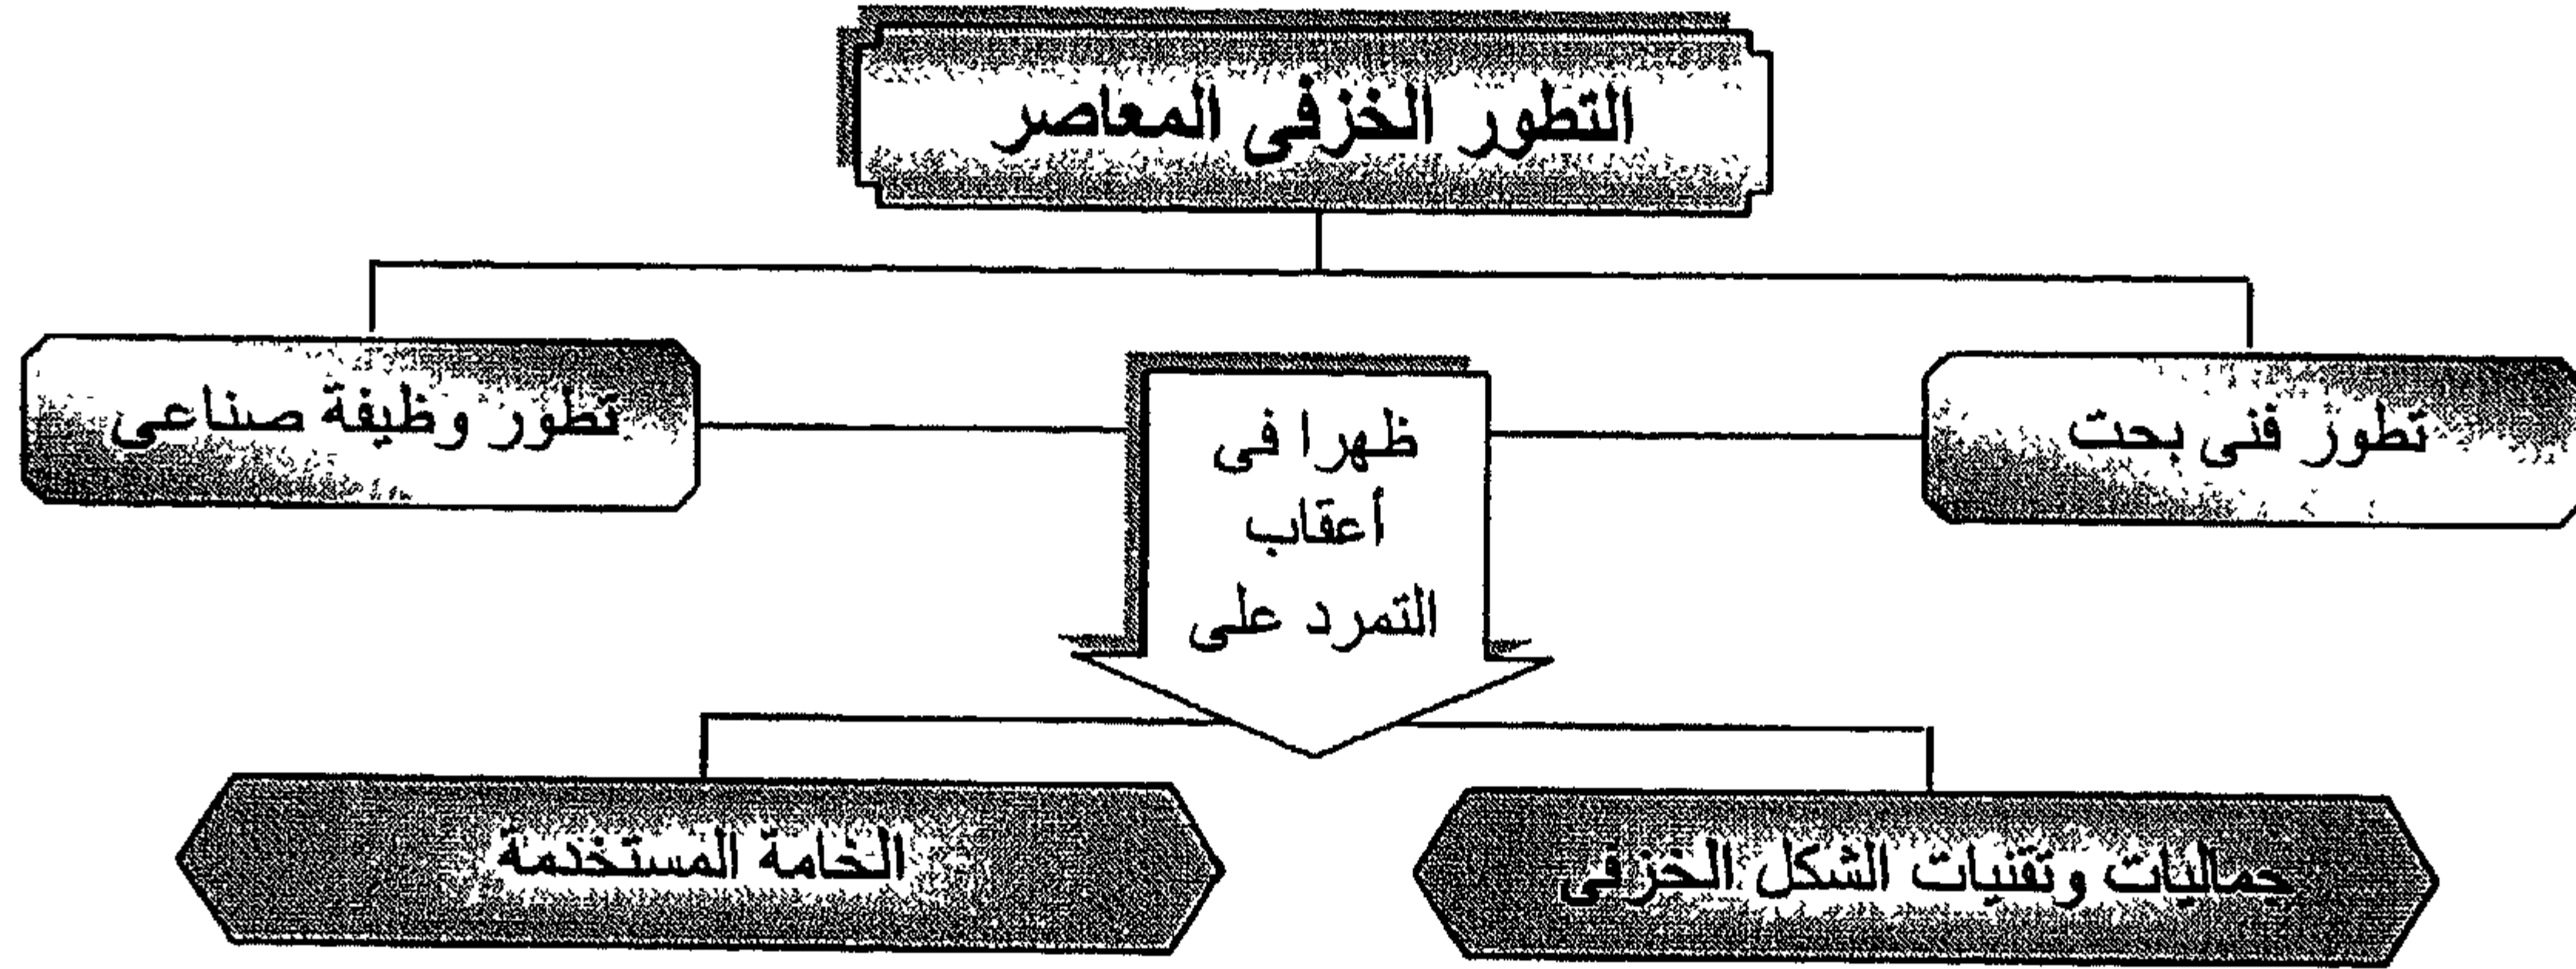 التطور الخزفى المعاصر
تطور فنى بحت
تطور وظيفة صناعى
ظهرا فى
أعقاب
التمرد على
جماليات وتقنيات الشكل الخزفى
الخامة المستخدمة